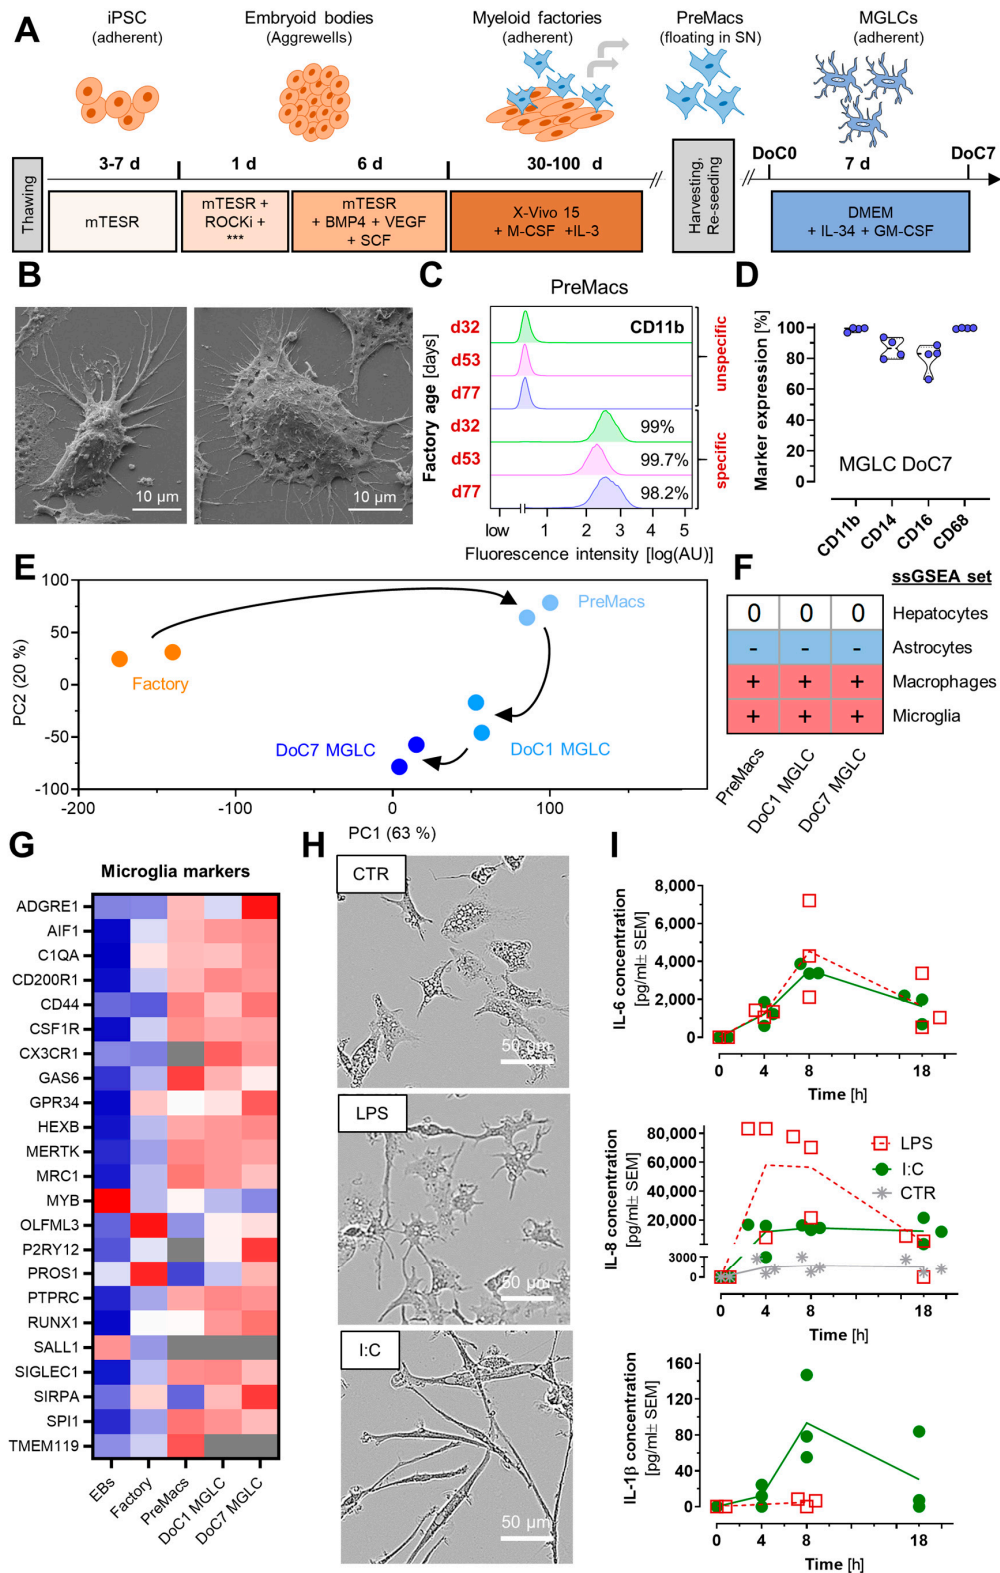 A
iPSC
(adherent)
Embryoid bodies
(Aggrewells)
Myeloid factories
(adherent)
PreMacs
(floating in SN)
MGLCs
(adherent)
Thawing
3-7 d
1 d
6 d
30-100 d
Harvesting,
Re-seeding
DoC0
7 d
DoC7
mTESR
mTESR +
ROCKi +
***
mTESR
+ BMP4 + VEGF
+ SCF
X-Vivo 15
+ M-CSF +IL-3
DMEM
+ IL-34 + GM-CSF
B
10 µm
10 µm
C
PreMacs
Factory age [days]
d32
d53
d77
d32
d53
d77
CD11b
99%
99.7%
98.2%
unspecific
specific
low
1
2
3
4
5
Fluorescence intensity [log(AU)]
D
Marker expression [%]
100
80
60
40
20
0
MGLC DoC7
CD11b
CD14
CD16
CD68
E
PC2 (20 %)
100
50
0
-50
-100
-200
-100
0
100
PC1 (63 %)
Factory
PreMacs
DoC1 MGLC
DoC7 MGLC
F
ssGSEA set
0 0 0 Hepatocytes
- - - Astrocytes
+ + + Macrophages
+ + + Microglia
PreMacs
DoC1 MGLC
DoC7 MGLC
G
Microglia markers
ADGRE1
AIF1
C1QA
CD200R1
CD44
CSF1R
CX3CR1
GAS6
GPR34
HEXB
MERTK
MRC1
MYB
OLFML3
P2RY12
PROS1
PTPRC
RUNX1
SALL1
SIGLEC1
SIRPA
SPI1
TMEM119
EBs
Factory
PreMacs
DoC1 MGLC
DoC7 MGLC
H
CTR
50 µm
LPS
50 µm
I:C
50 µm
I
IL-6 concentration
[pg/ml± SEM]
8,000
6,000
4,000
2,000
0
0
4
8
18
Time [h]
IL-8 concentration
[pg/ml± SEM]
80,000
60,000
40,000
20,000
3000
0
0
4
8
18
Time [h]
LPS
I:C
CTR
IL-1β concentration
[pg/ml± SEM]
160
120
80
40
0
0
4
8
18
Time [h]